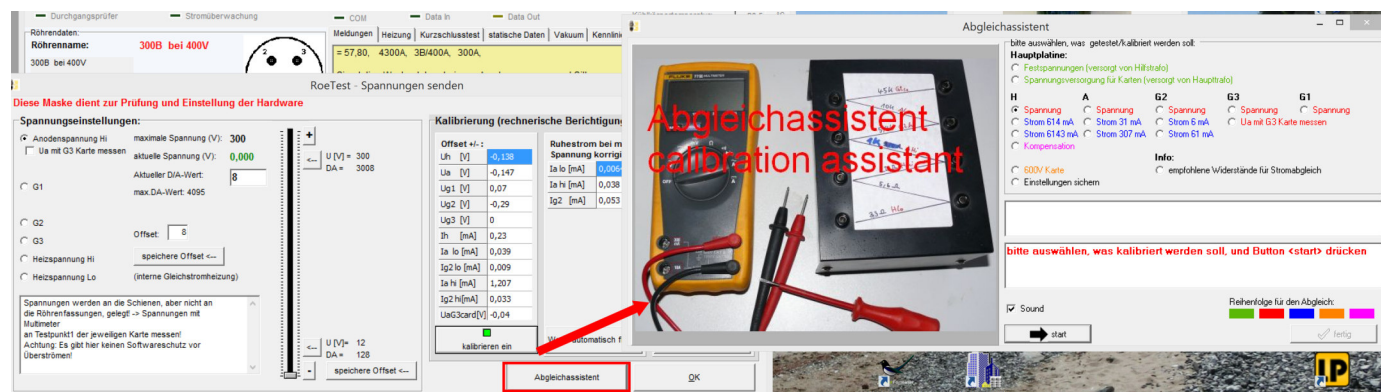 Durchgangsprüfer
Stromüberwachung
COM
Data In
Data Out
Röhrendaten:
Röhrenname:
300B bei 400V
300B bei 400V
2
3
Meldungen
Heizung
Kurzschlusstest
statische Daten
Vakuum
Kennlini
= 57,80, 4300A, 3B/400A, 300A,
RoeTest - Spannungen senden
Diese Maske dient zur Prüfung und Einstellung der Hardware
Spannungseinstellungen:
Anodenspannung Hi
maximale Spannung (V): 300
Ua mit G3 Karte messen
aktuelle Spannung (V): 0,000
Aktueller D/A-Wert: 8
G1
max.DA-Wert: 4095
G2
Offset: 8
G3
Heizspannung Hi
speichere Offset <--
Heizspannung Lo
(interne Gleichstromheizung)
Spannungen werden an die Schienen, aber nicht an
die Röhrenfassungen, gelegt! -> Spannungen mit
Multimeter
an Testpunkt1 der jeweiligen Karte messen!
Achtung: Es gibt hier keinen Softwareschutz vor
Überströmen!
+
<-- U [V] = 300
DA = 3008
<-- U [V]= 12
DA = 128
-
speichere Offset <--
Kalibrierung (rechnerische Berichtigung
Offset +/- :
Uh [V] -0,138
Ua [V] -0,147
Ug1 [V] 0,07
Ug2 [V] -0,29
Ug3 [V] 0
Ih [mA] 0,23
Ia lo [mA] 0,039
Ig2 lo [mA] 0,009
Ia hi [mA] 1,207
Ig2 hi[mA] 0,033
UaG3card[V] -0,04
Ruhestrom bei m
Spannung korrigi
Ia lo [mA] 0,006
Ia hi [mA] 0,038
Ig2 [mA] 0,053
kalibrieren ein
Abgleichassistent
OK
Abgleichassistent
FLUKE
OFF
Abgleichassistent
calibration assistant
bitte auswählen, was getestet/kalibriert werden soll:
Hauptplatine:
Festspannungen (versorgt von Hilfstrafo)
Spannungsversorgung für Karten (versorgt von Haupttrafo)
H
A
G2
G3
G1
Spannung
Spannung
Spannung
Spannung
Spannung
Strom 614 mA
Strom 31 mA
Strom 6 mA
Ua mit G3 Karte messen
Strom 6143 mA
Strom 307 mA
Strom 61 mA
Kompensation
Info:
600V Karte
empfohlene Widerstände für Stromabgleich
Einstellungen sichern
bitte auswählen, was kalibriert werden soll, und Button <start> drücken
Sound
Reihenfolge für den Abgleich:
start
fertig
IP